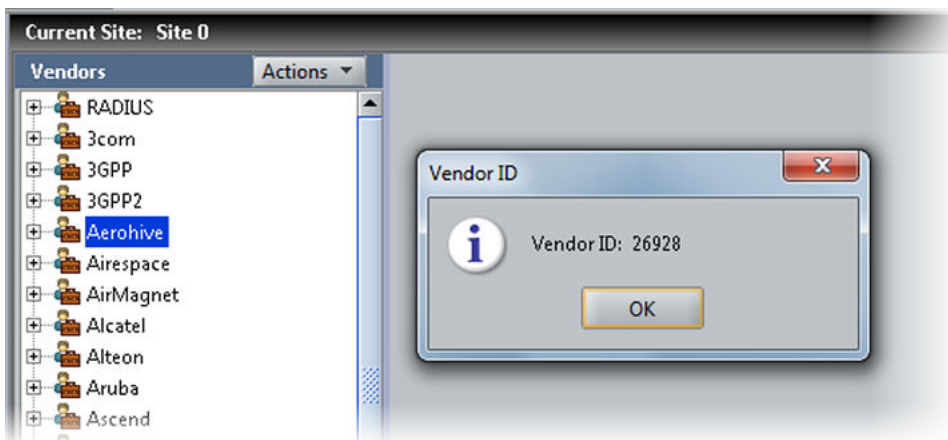 Current Site: Site 0
Vendors
Actions
RADIUS
3com
3GPP
3GPP2
Aerohive
Airespace
AirMagnet
Alcatel
Alteon
Aruba
Ascend
Vendor ID
Vendor ID: 26928
OK